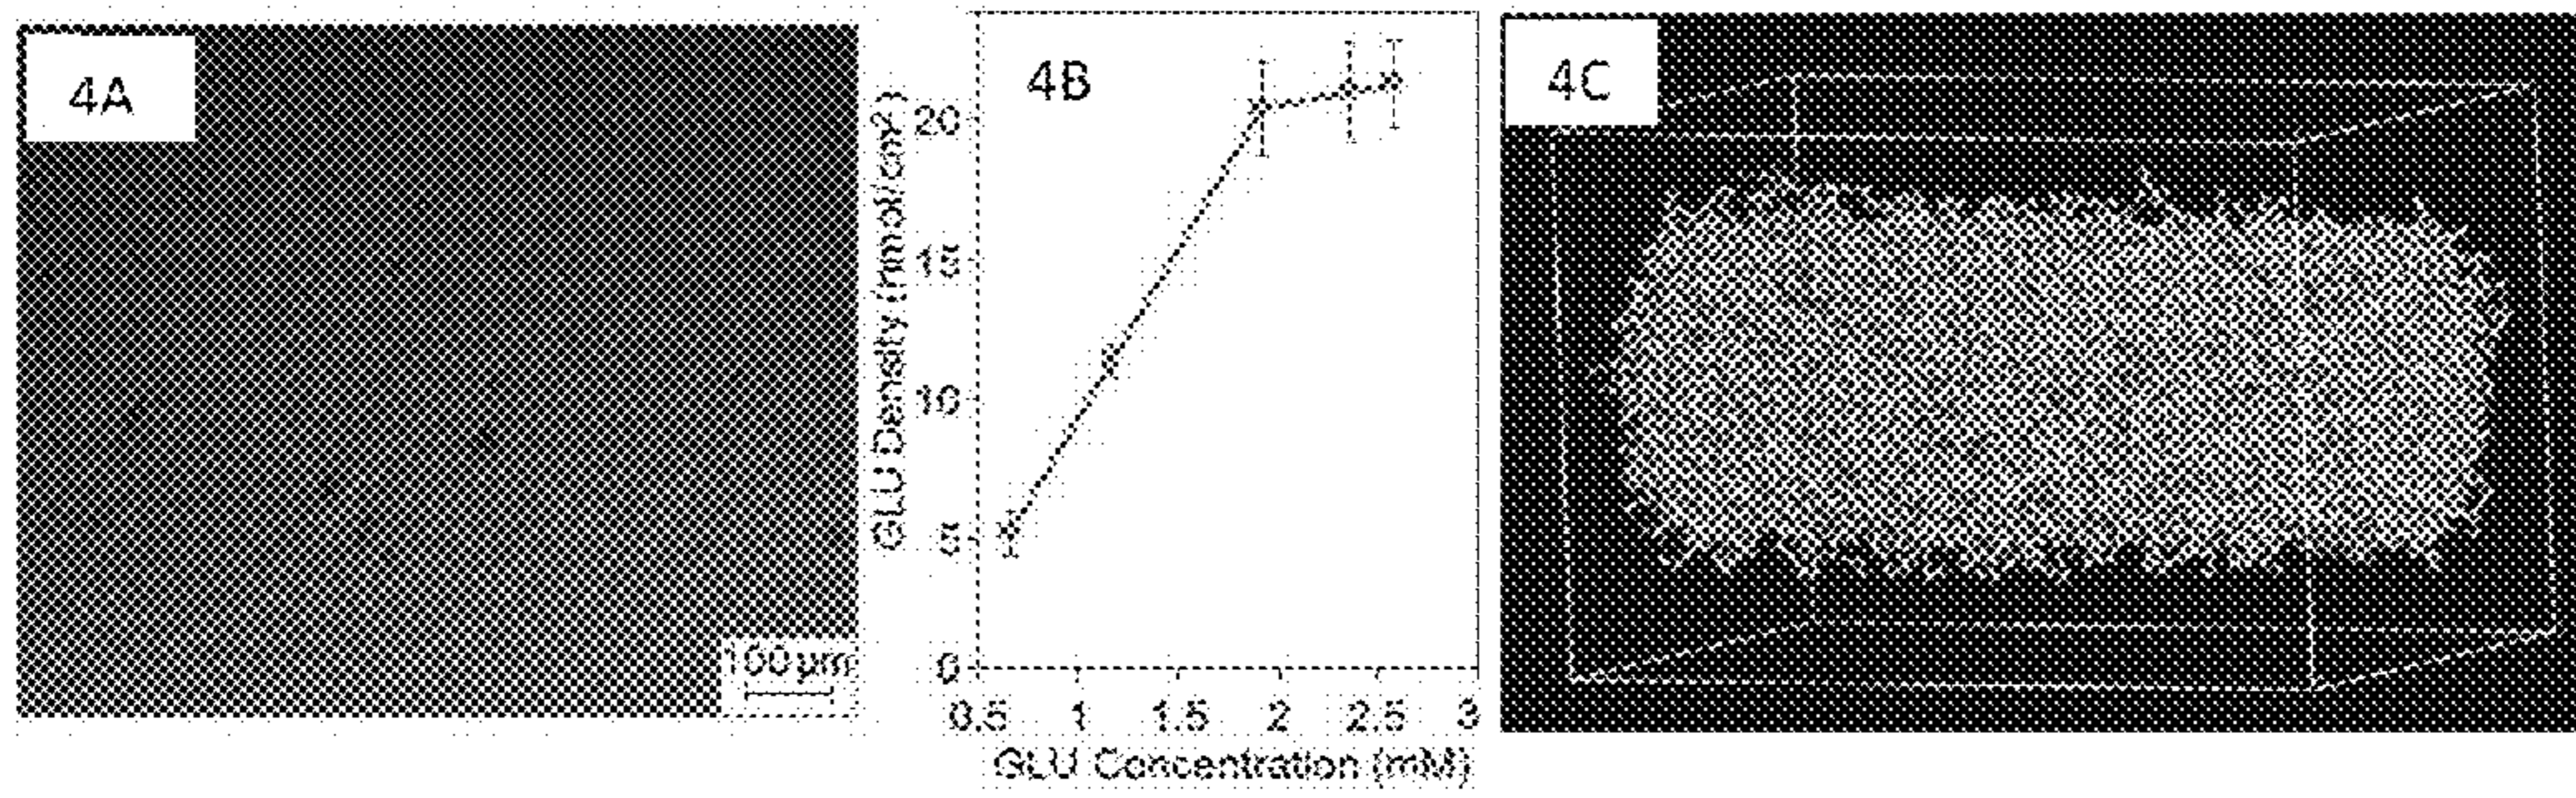 4A
100 μm
4B
GLU Density (nmol/cm²)
20
15
10
5
0
0.5 1 1.5 2 2.5 3
GLU Concentration (mM)
4C